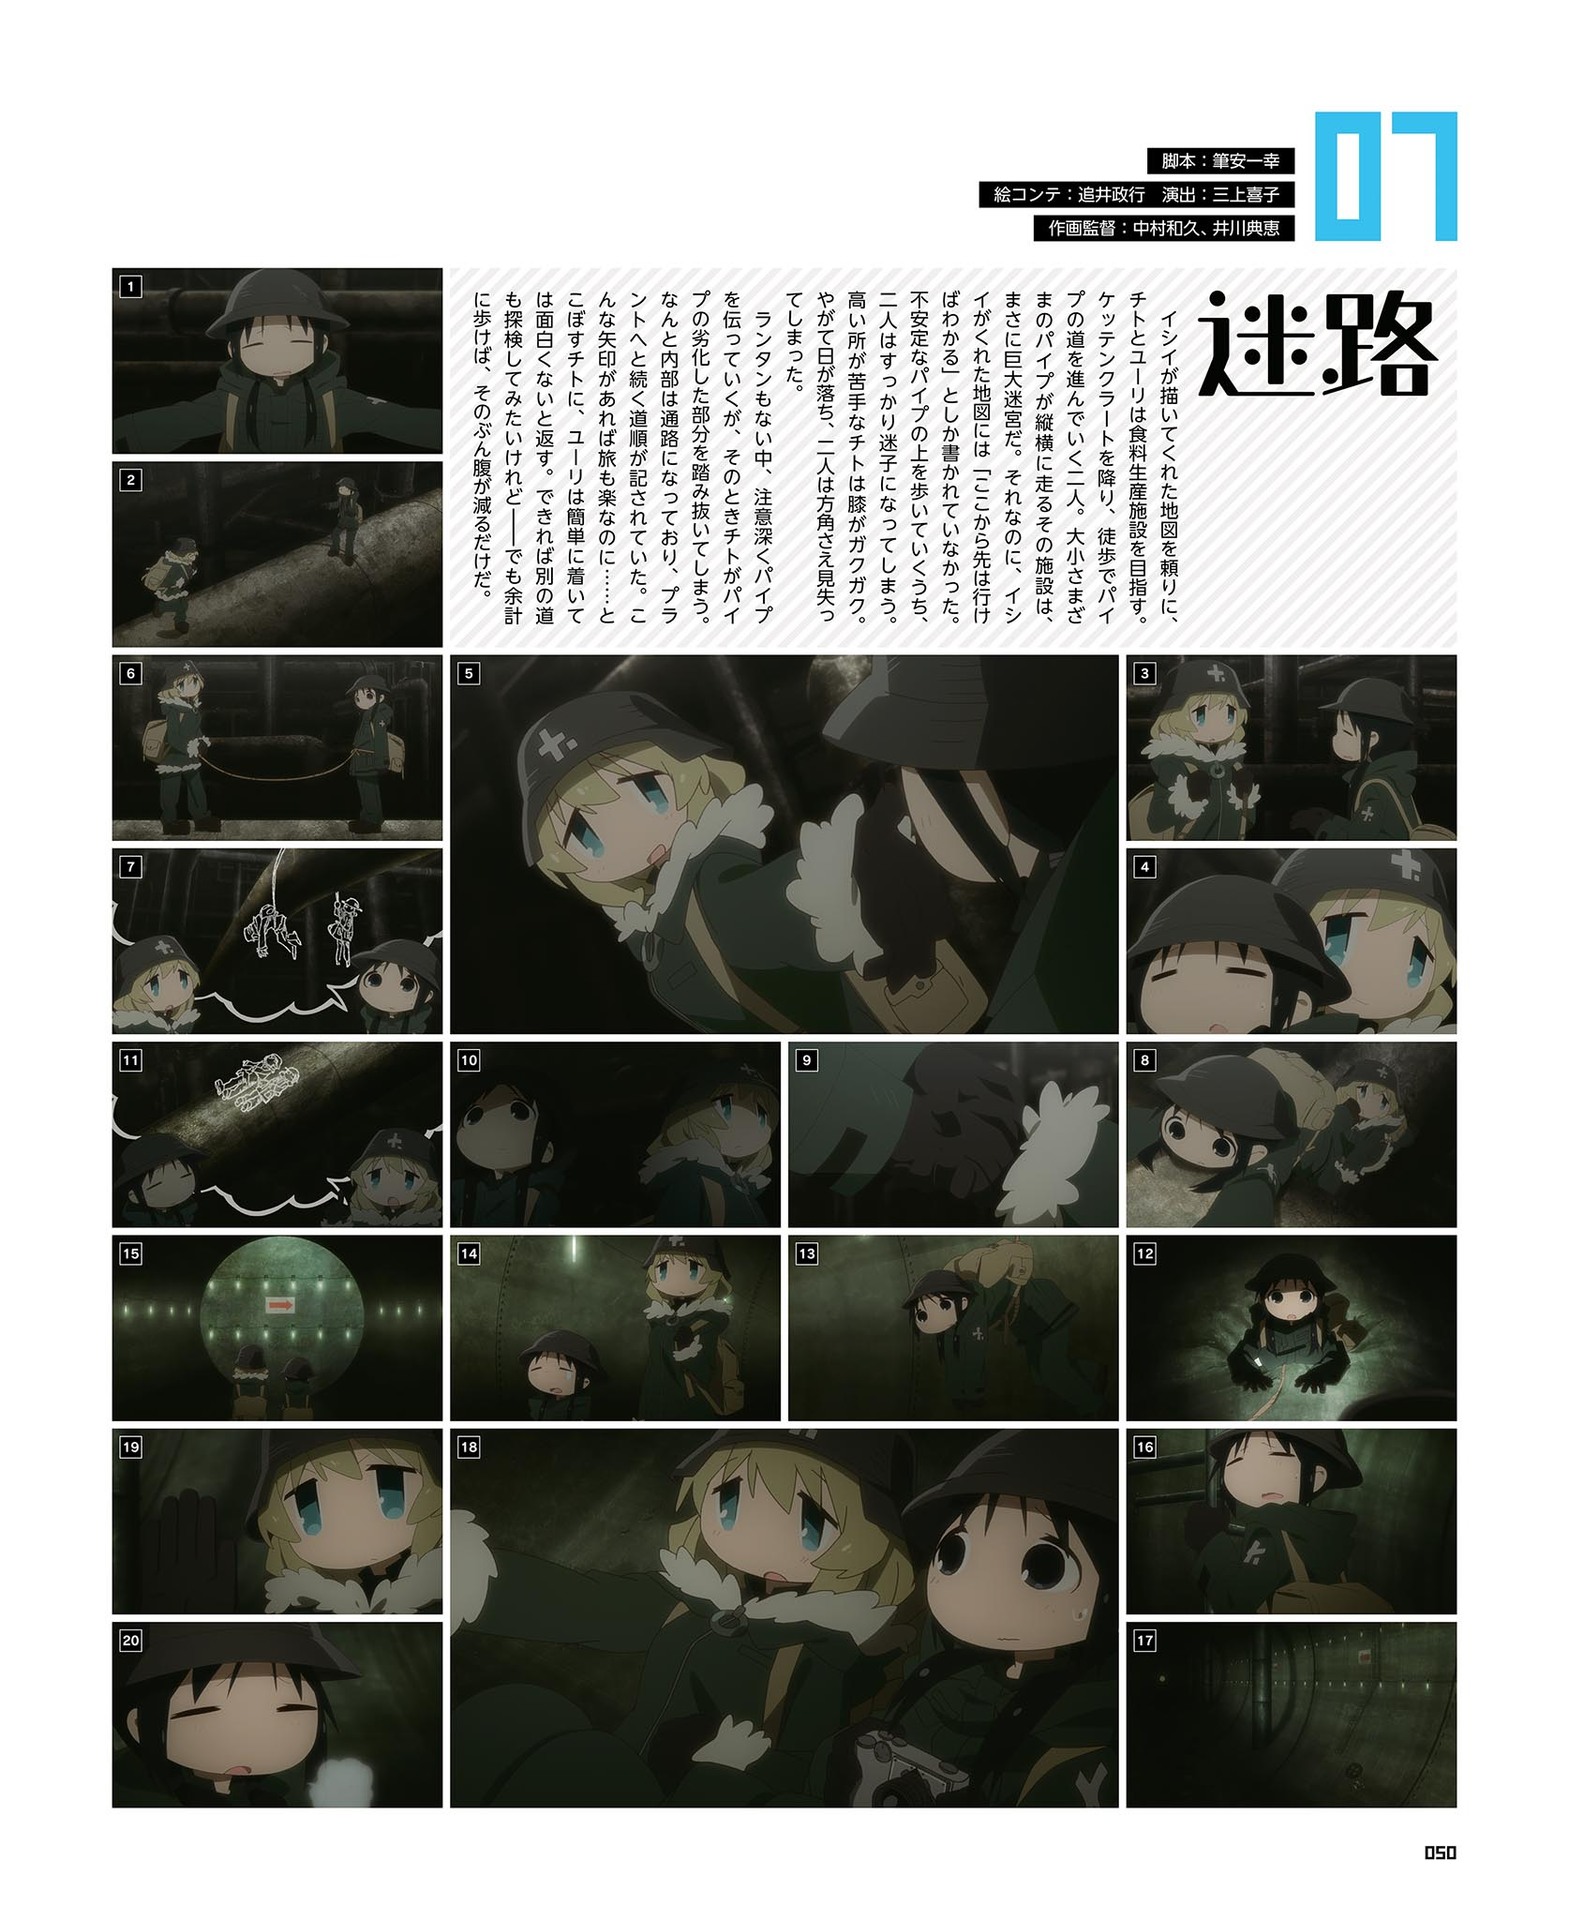 07
脚本：筆安一幸
絵コンテ：追井政行　演出：三上喜子
作画監督：中村和久、井川典恵
迷路
　イシイが描いてくれた地図を頼りに、
チトとユーリは食料生産施設を目指す。
ケッテンクラートを降り、徒歩でパイ
プの道を進んでいく二人。大小さまざ
まのパイプが縦横に走るその施設は、
まさに巨大迷宮だ。それなのに、イシ
イがくれた地図には「ここから先は行け
ばわかる」としか書かれていなかった。
不安定なパイプの上を歩いていくうち、
二人はすっかり迷子になってしまう。
高い所が苦手なチトは膝がガクガク。
やがて日が落ち、二人は方角さえ見失っ
てしまった。
　ランタンもない中、注意深くパイプ
を伝っていくが、そのときチトがパイ
プの劣化した部分を踏み抜いてしまう。
なんと内部は通路になっており、プラ
ントへと続く道順が記されていた。こ
んな矢印があれば旅も楽なのに……と
こぼすチトに、ユーリは簡単に着いて
は面白くないと返す。できれば別の道
も探検してみたいけれど――でも余計
に歩けば、そのぶん腹が減るだけだ。
1
2
3
4
5
6
7
8
9
10
11
12
13
14
15
16
17
18
19
20
050